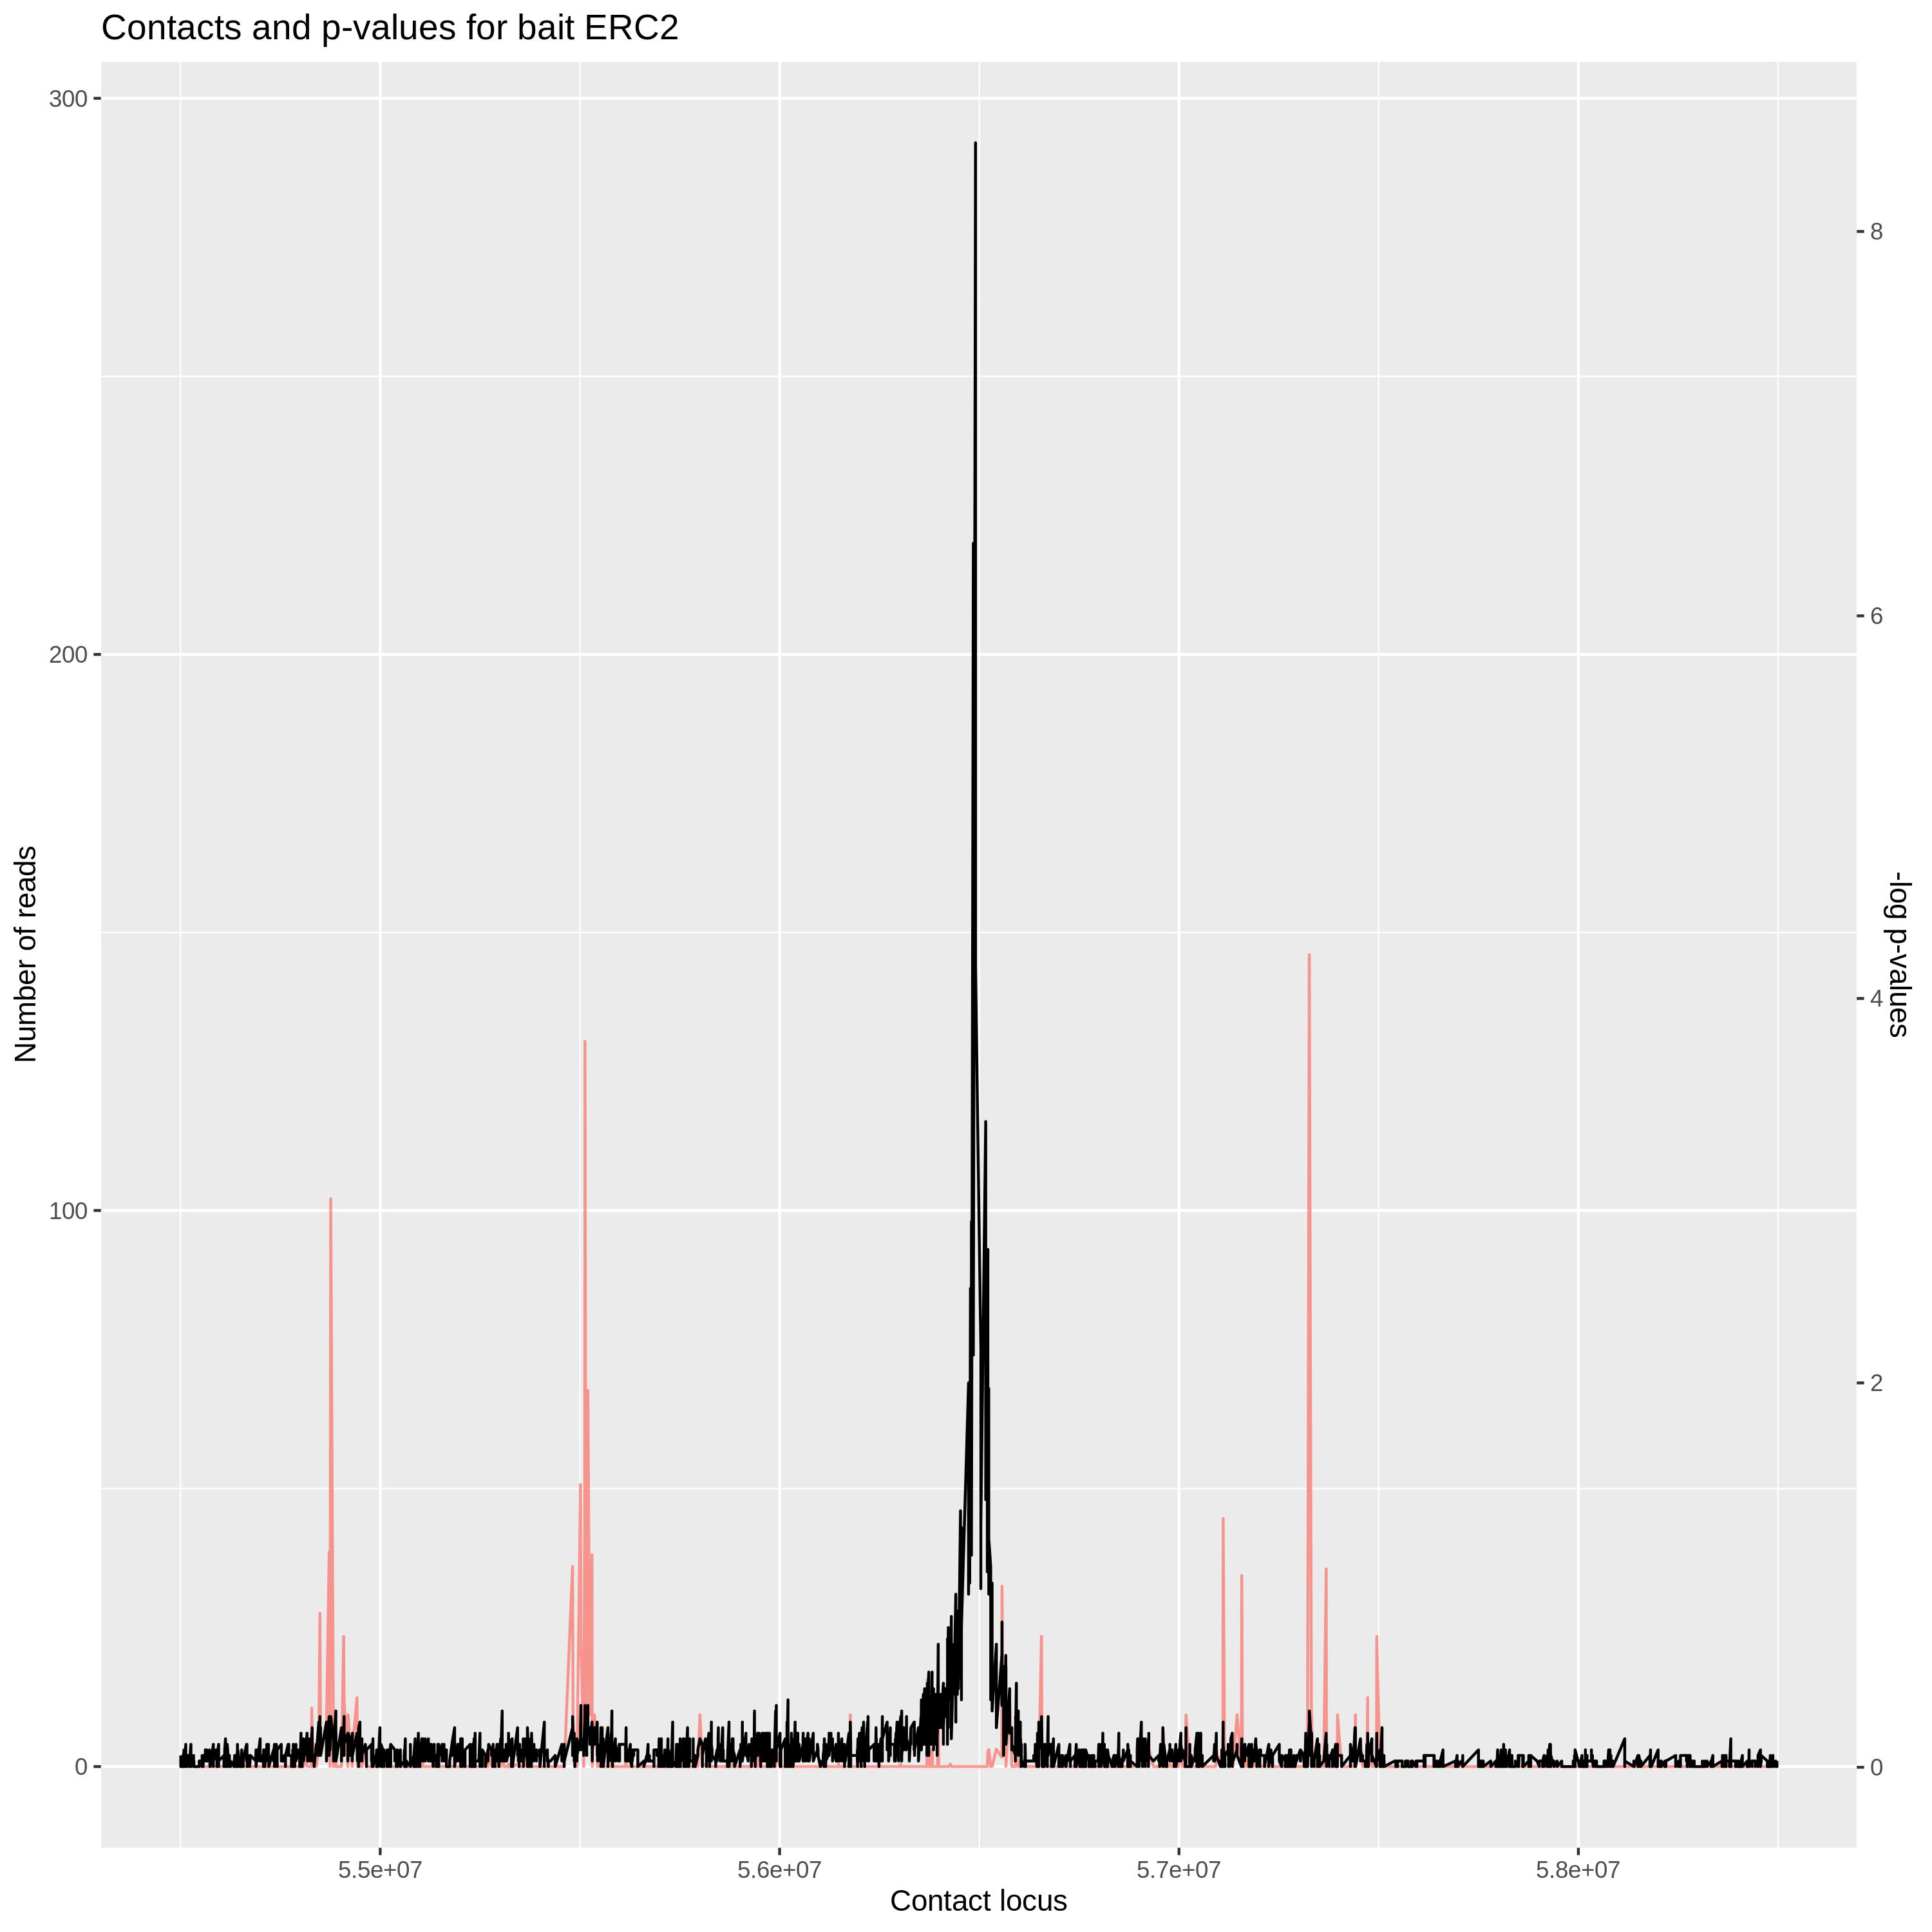 Contacts and p-values for bait ERC2
300
200
100
0
Number of reads
8
6
4
2
0
-log p-values
5.5e+07
5.6e+07
5.7e+07
5.8e+07
Contact locus